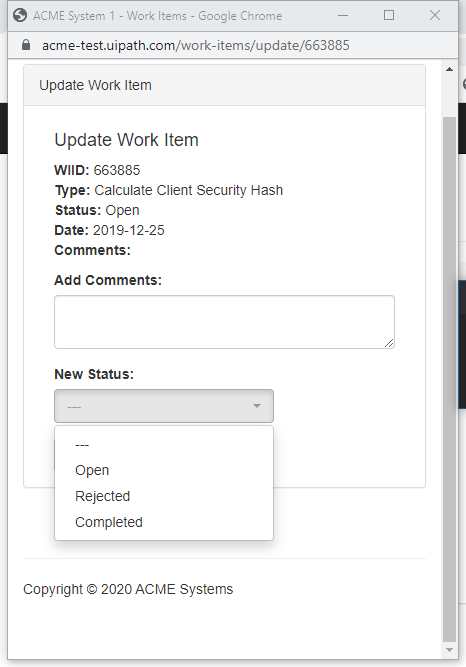 ACME System 1 - Work Items - Google Chrome
acme-test.uipath.com/work-items/update/663885
Update Work Item
Update Work Item
WIID: 663885
Type: Calculate Client Security Hash
Status: Open
Date: 2019-12-25
Comments:
Add Comments:
New Status:
---
---
Open
Rejected
Completed
Copyright © 2020 ACME Systems